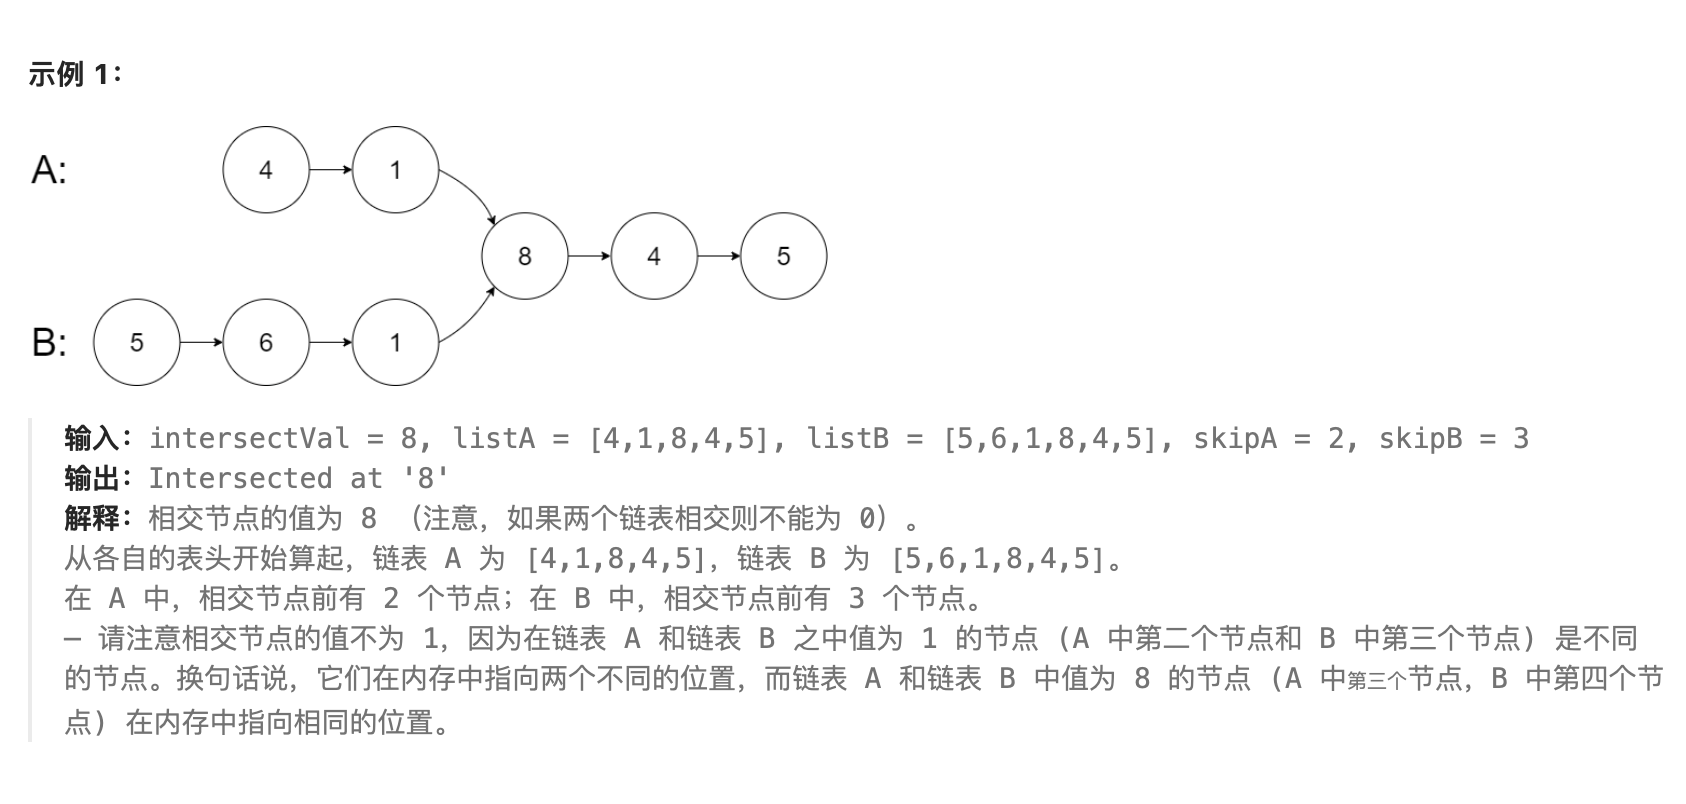 示例 1：
A:
4
1
8
4
5
B:
5
6
1
输入：intersectVal = 8, listA = [4,1,8,4,5], listB = [5,6,1,8,4,5], skipA = 2, skipB = 3
输出：Intersected at '8'
解释：相交节点的值为 8 （注意，如果两个链表相交则不能为 0）。
从各自的表头开始算起，链表 A 为 [4,1,8,4,5]，链表 B 为 [5,6,1,8,4,5]。
在 A 中，相交节点前有 2 个节点；在 B 中，相交节点前有 3 个节点。
— 请注意相交节点的值不为 1，因为在链表 A 和链表 B 之中值为 1 的节点 (A 中第二个节点和 B 中第三个节点) 是不同
的节点。换句话说，它们在内存中指向两个不同的位置，而链表 A 和链表 B 中值为 8 的节点 (A 中第三个节点，B 中第四个节
点) 在内存中指向相同的位置。